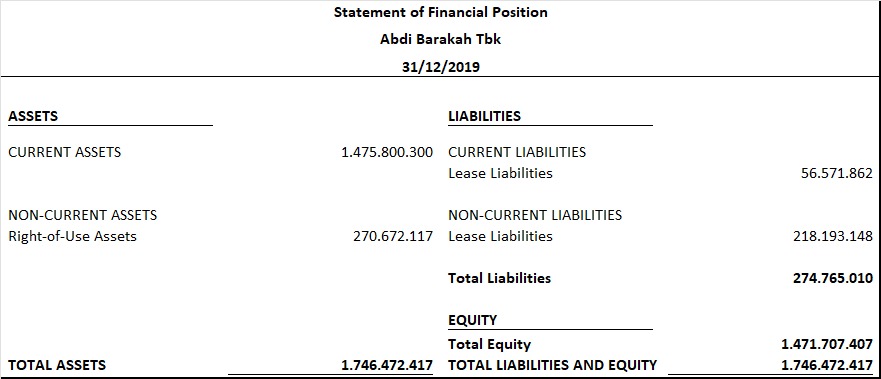 Statement of Financial Position
Abdi Barakah Tbk
31/12/2019
ASSETS LIABILITIES
CURRENT ASSETS 1.475.800.300 CURRENT LIABILITIES
Lease Liabilities 56.571.862
NON-CURRENT ASSETS NON-CURRENT LIABILITIES
Right-of-Use Assets 270.672.117 Lease Liabilities 218.193.148
Total Liabilities 274.765.010
EQUITY
Total Equity 1.471.707.407
TOTAL ASSETS 1.746.472.417 TOTAL LIABILITIES AND EQUITY 1.746.472.417